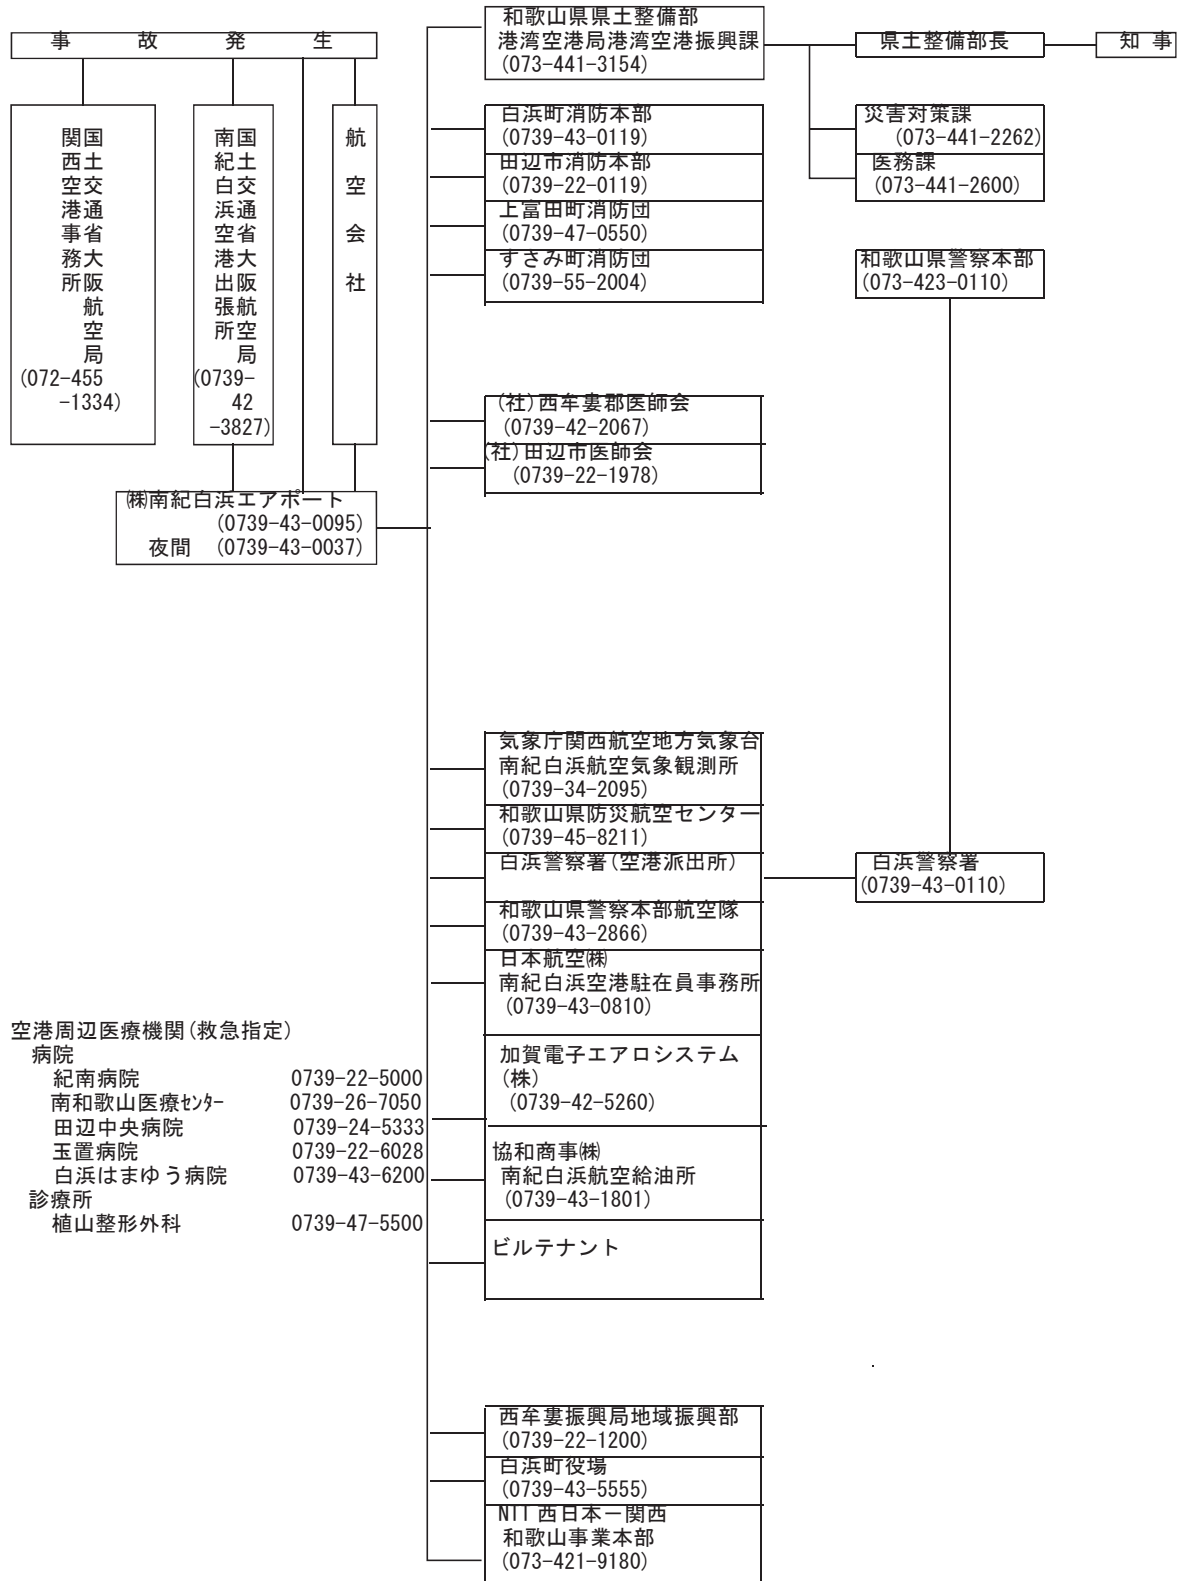 事故発生
国土交通省大阪航空局
関西空港事務所
(072-455
-1334)
国土交通省大阪航空局
南紀白浜空港出張所
(0739-
42
-3827)
航空会社
㈱南紀白浜エアポート
(0739-43-0095)
夜間 (0739-43-0037)
和歌山県県土整備部
港湾空港局港湾空港振興課
(073-441-3154)
県土整備部長
知事
災害対策課
(073-441-2262)
医務課
(073-441-2600)
白浜町消防本部
(0739-43-0119)
田辺市消防本部
(0739-22-0119)
上富田町消防団
(0739-47-0550)
すさみ町消防団
(0739-55-2004)
和歌山県警察本部
(073-423-0110)
(社)西牟婁郡医師会
(0739-42-2067)
(社)田辺市医師会
(0739-22-1978)
気象庁関西航空地方気象台
南紀白浜航空気象観測所
(0739-34-2095)
和歌山県防災航空センター
(0739-45-8211)
白浜警察署(空港派出所)
白浜警察署
(0739-43-0110)
和歌山県警察本部航空隊
(0739-43-2866)
日本航空㈱
南紀白浜空港駐在員事務所
(0739-43-0810)
加賀電子エアロシステム
(株)
(0739-42-5260)
協和商事㈱
南紀白浜航空給油所
(0739-43-1801)
ビルテナント
空港周辺医療機関(救急指定)
病院
紀南病院 0739-22-5000
南和歌山医療ｾﾝﾀｰ 0739-26-7050
田辺中央病院 0739-24-5333
玉置病院 0739-22-6028
白浜はまゆう病院 0739-43-6200
診療所
植山整形外科 0739-47-5500
西牟婁振興局地域振興部
(0739-22-1200)
白浜町役場
(0739-43-5555)
NTT西日本－関西
和歌山事業本部
(073-421-9180)